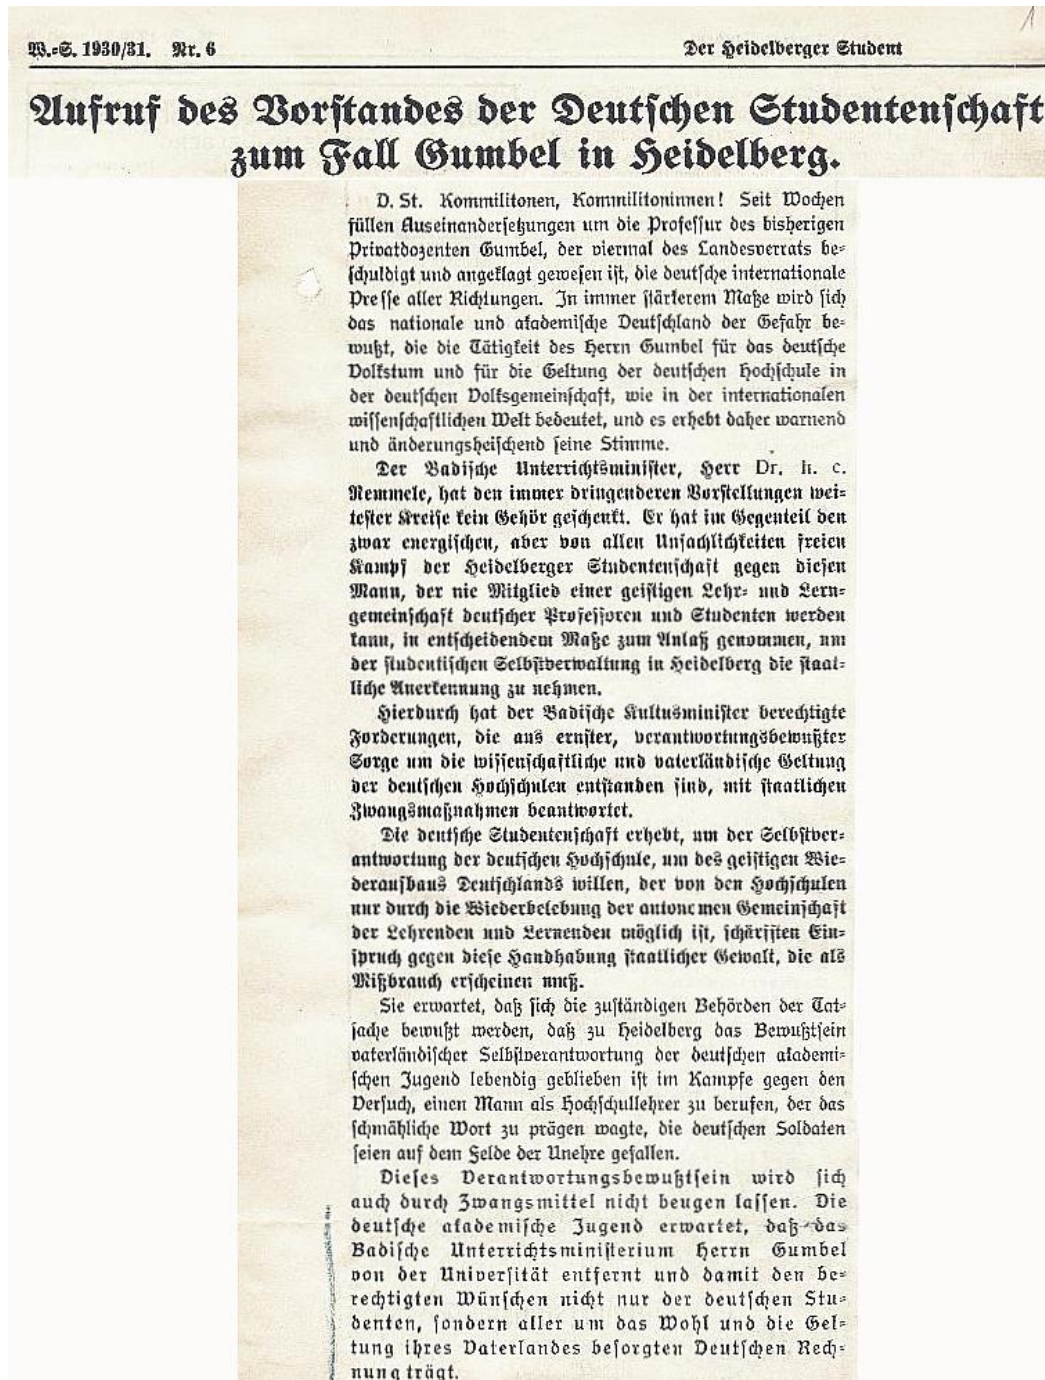 W.=S. 1930/31. Nr. 6
Der Heidelberger Student
Aufruf des Vorstandes der Deutschen Studentenschaft
zum Fall Gumbel in Heidelberg.
D. St. Kommilitonen, Kommilitoninnen! Seit Wochen
füllen Auseinandersetzungen um die Professur des bisherigen
Privatdozenten Gumbel, der viermal des Landesverrats be=
schuldigt und angeklagt gewesen ist, die deutsche internationale
Presse aller Richtungen. In immer stärkerem Maße wird sich
das nationale und akademische Deutschland der Gefahr be=
wußt, die die Tätigkeit des Herrn Gumbel für das deutsche
Volkstum und für die Geltung der deutschen Hochschule in
der deutschen Volksgemeinschaft, wie in der internationalen
wissenschaftlichen Welt bedeutet, und es erhebt daher warnend
und änderungsheischend seine Stimme.
Der Badische Unterrichtsminister, Herr Dr. h. c.
Remmele, hat den immer dringenderen Vorstellungen wei=
tester Kreise kein Gehör geschenkt. Er hat im Gegenteil den
zwar energischen, aber von allen Unsachlichkeiten freien
Kampf der Heidelberger Studentenschaft gegen diesen
Mann, der nie Mitglied einer geistigen Lehr= und Lern=
gemeinschaft deutscher Professoren und Studenten werden
kann, in entscheidendem Maße zum Anlaß genommen, um
der studentischen Selbstverwaltung in Heidelberg die staat=
liche Anerkennung zu nehmen.
Hierdurch hat der Badische Kultusminister berechtigte
Forderungen, die aus ernster, verantwortungsbewußter
Sorge um die wissenschaftliche und vaterländische Geltung
der deutschen Hochschulen entstanden sind, mit staatlichen
Zwangsmaßnahmen beantwortet.
Die deutsche Studentenschaft erhebt, um der Selbstver=
antwortung der deutschen Hochschule, um des geistigen Wie=
deraufbaus Deutschlands willen, der von den Hochschulen
nur durch die Wiederbelebung der autonomen Gemeinschaft
der Lehrenden und Lernenden möglich ist, schärfsten Ein=
spruch gegen diese Handhabung staatlicher Gewalt, die als
Mißbrauch erscheinen muß.
Sie erwartet, daß sich die zuständigen Behörden der Tat=
sache bewußt werden, daß zu Heidelberg das Bewußtsein
vaterländischer Selbstverantwortung der deutschen akademi=
schen Jugend lebendig geblieben ist im Kampfe gegen den
Versuch, einen Mann als Hochschullehrer zu berufen, der das
schmähliche Wort zu prägen wagte, die deutschen Soldaten
seien auf dem Felde der Unehre gefallen.
Dieses Verantwortungsbewußtsein wird sich
auch durch Zwangsmittel nicht beugen lassen. Die
deutsche akademische Jugend erwartet, daß das
Badische Unterrichtsministerium Herrn Gumbel
von der Universität entfernt und damit den be=
rechtigten Wünschen nicht nur der deutschen Stu=
denten, sondern aller um das Wohl und die Gel=
tung ihres Vaterlandes besorgten Deutschen Rech=
nung trägt.